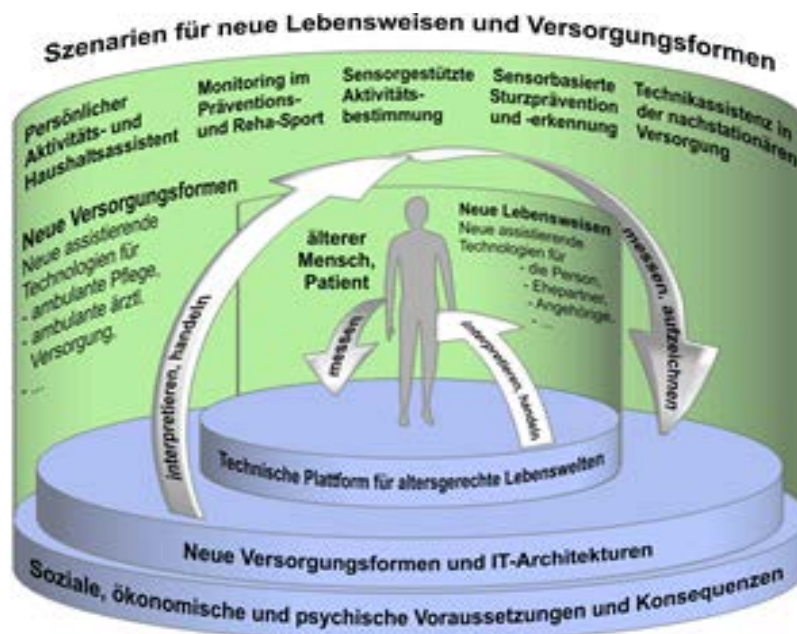 Szenarien für neue Lebensweisen und Versorgungsformen
Persönlicher
Aktivitäts- und
Haushaltsassistent
Monitoring im
Präventions-
und Reha-Sport
Sensorgestützte
Aktivitäts-
bestimmung
Sensorbasierte
Sturzprävention
und -erkennung
Technikassistenz in
der nachstationären
Versorgung
Neue Versorgungsformen
Neue assistierende
Technologien für
- ambulante Pflege,
- ambulante ärztl.
Versorgung,
- ...
älterer
Mensch,
Patient
Neue Lebensweisen
Neue assistierende
Technologien für
- die Person,
- Ehepartner,
- Angehörige,
- ...
interpretieren, handeln
messen
interpretieren, handeln
messen, aufzeichnen
Technische Plattform für altersgerechte Lebenswelten
Neue Versorgungsformen und IT-Architekturen
Soziale, ökonomische und psychische Voraussetzungen und Konsequenzen